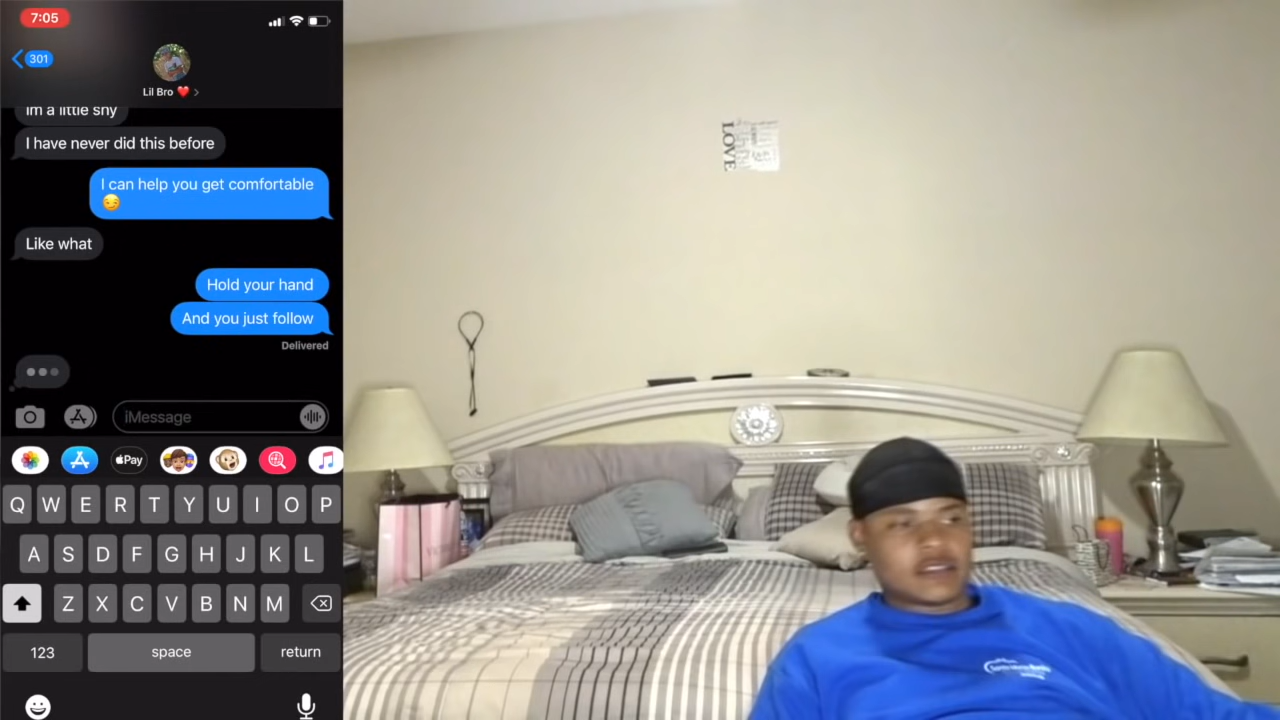 7:05
301
Lil Bro ❤️ >
Im a little shy
I have never did this before
I can help you get comfortable
😏
Like what
Hold your hand
And you just follow
Delivered
iMessage
Pay
Q W E R T Y U I O P
A S D F G H J K L
Z X C V B N M
123 space return
LOVE